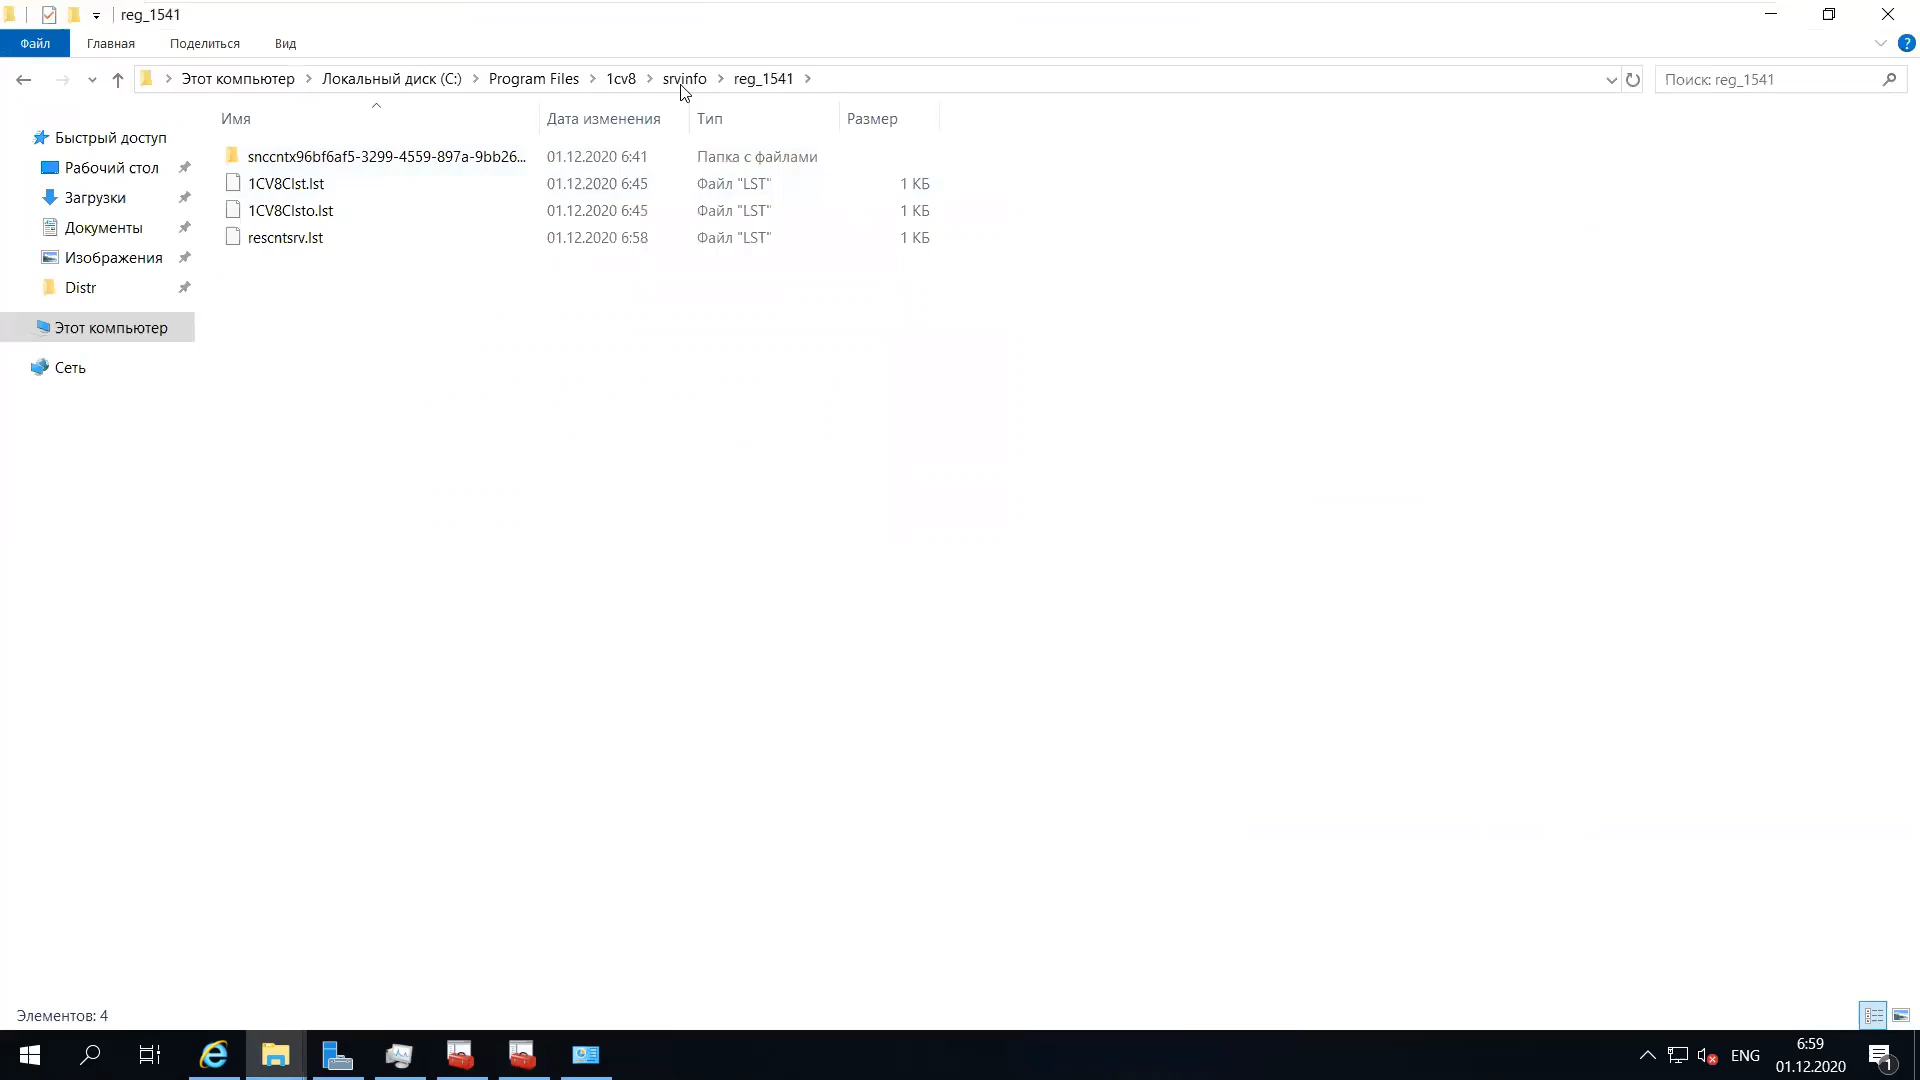 reg_1541
Файл Главная Поделиться Вид
Этот компьютер Локальный диск (C:) Program Files 1cv8 srvinfo reg_1541 Поиск: reg_1541
Имя Дата изменения Тип Размер
Быстрый доступ
Рабочий стол
Загрузки
Документы
Изображения
Distr
Этот компьютер
Сеть
snccntx96bf6af5-3299-4559-897a-9bb26... 01.12.2020 6:41 Папка с файлами
1CV8Clst.lst 01.12.2020 6:45 Файл "LST" 1 КБ
1CV8Clsto.lst 01.12.2020 6:45 Файл "LST" 1 КБ
rescntsrv.lst 01.12.2020 6:58 Файл "LST" 1 КБ
Элементов: 4
ENG
6:59
01.12.2020
1